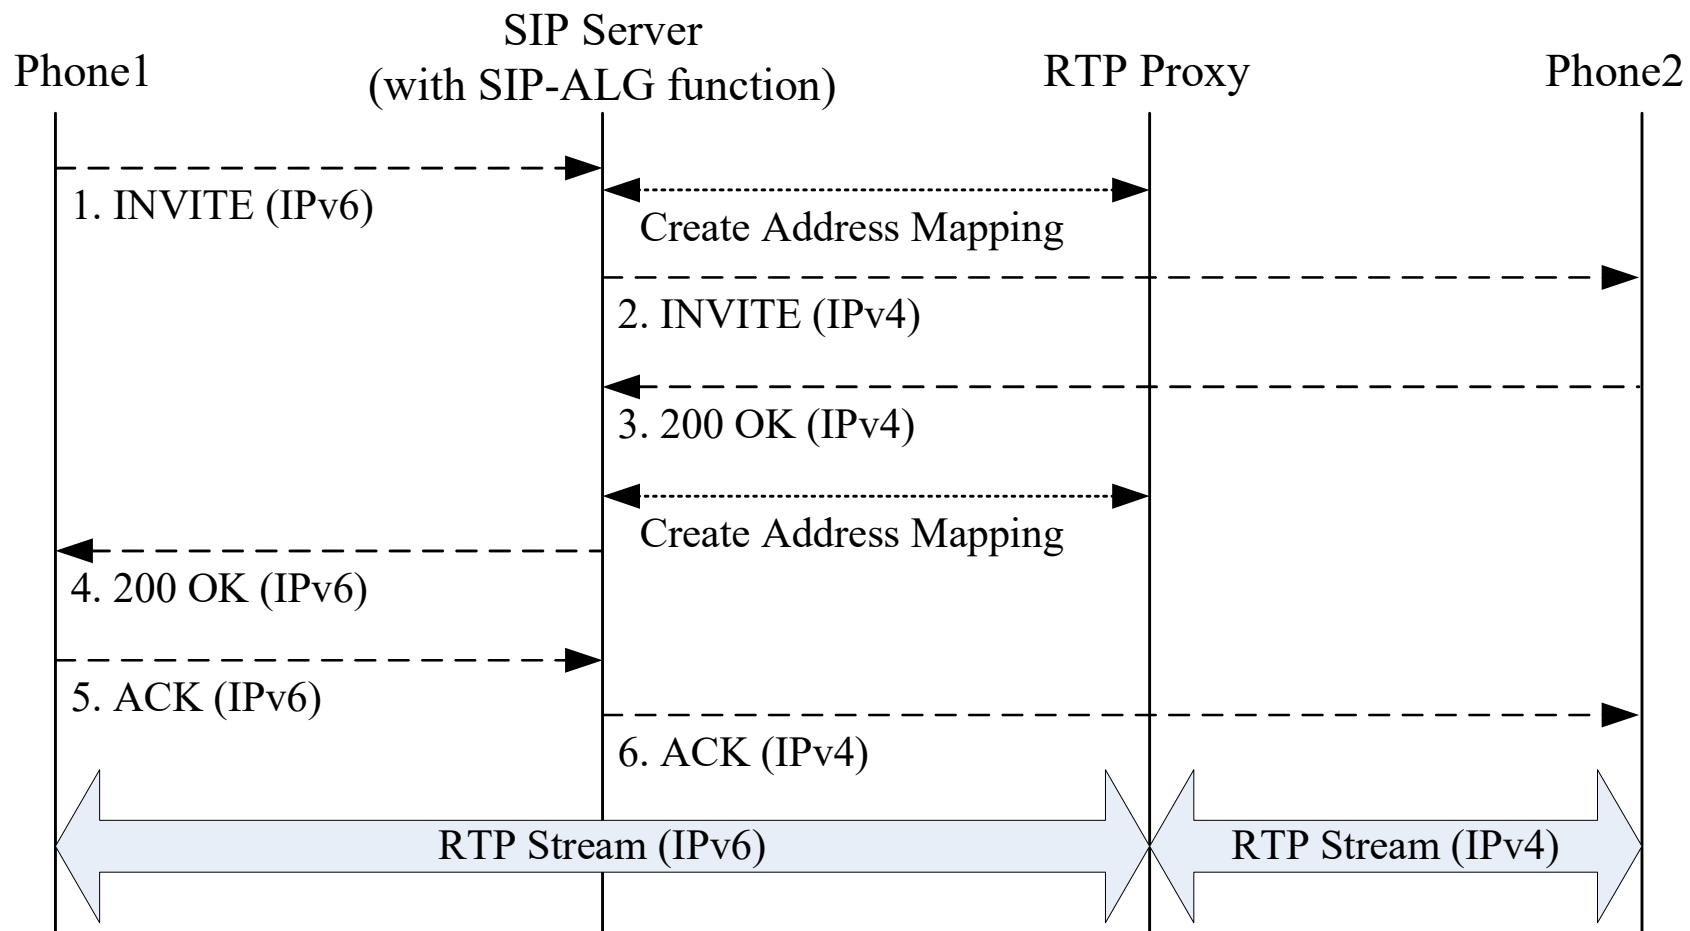 Phone1
SIP Server
(with SIP-ALG function)
RTP Proxy
Phone2
1. INVITE (IPv6)
Create Address Mapping
2. INVITE (IPv4)
3. 200 OK (IPv4)
Create Address Mapping
4. 200 OK (IPv6)
5. ACK (IPv6)
6. ACK (IPv4)
RTP Stream (IPv6)
RTP Stream (IPv4)